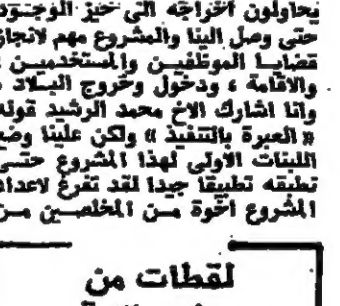 يحاولون اخراجه الى حيز الوجود
حتى وصل الينا والمشروع مهم لانجاز
قضايا الموظفين والمستخدمين
والاقامة ، ودخول وخروج البلاد
وانا اشارك الاخ محمد الرشيد قوله
« العبرة بالتنفيذ » ولكن علينا وضع
اللبنات الاولى لهذا المشروع حتى
تطبقه تطبيقا جيدا لقد تفرغ لاعداد
المشروع اخوة من المخلصين من
لقطات من